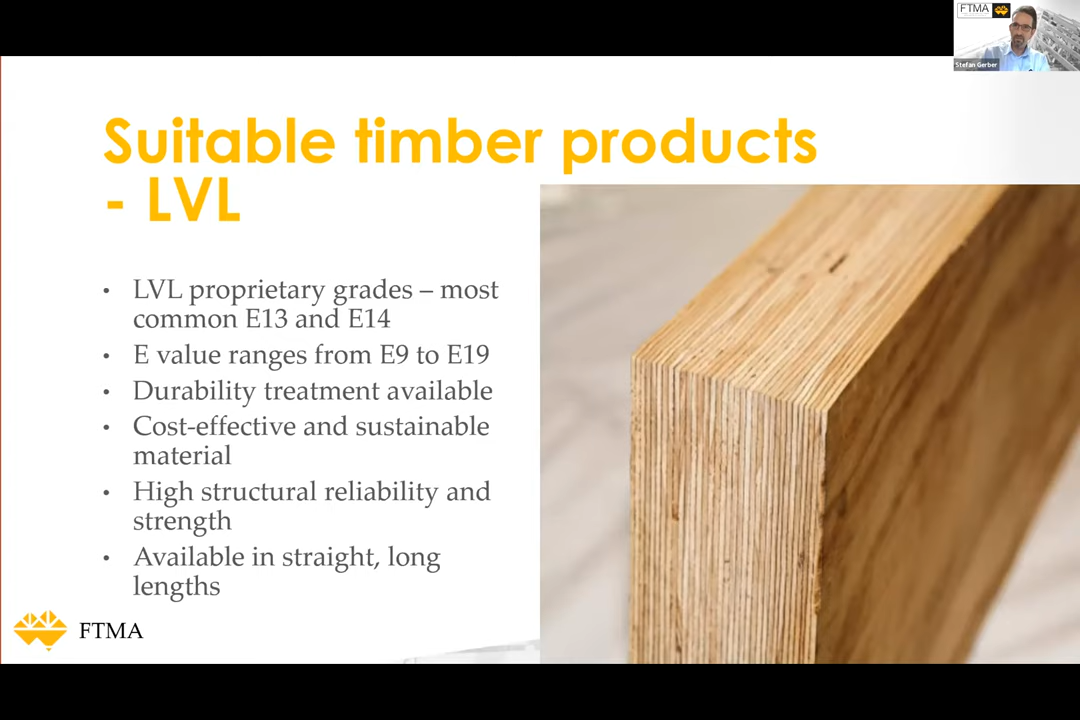 FTMA
Stefan Gerber
Suitable timber products
- LVL
• LVL proprietary grades – most
common E13 and E14
• E value ranges from E9 to E19
• Durability treatment available
• Cost-effective and sustainable
material
• High structural reliability and
strength
• Available in straight, long
lengths
FTMA